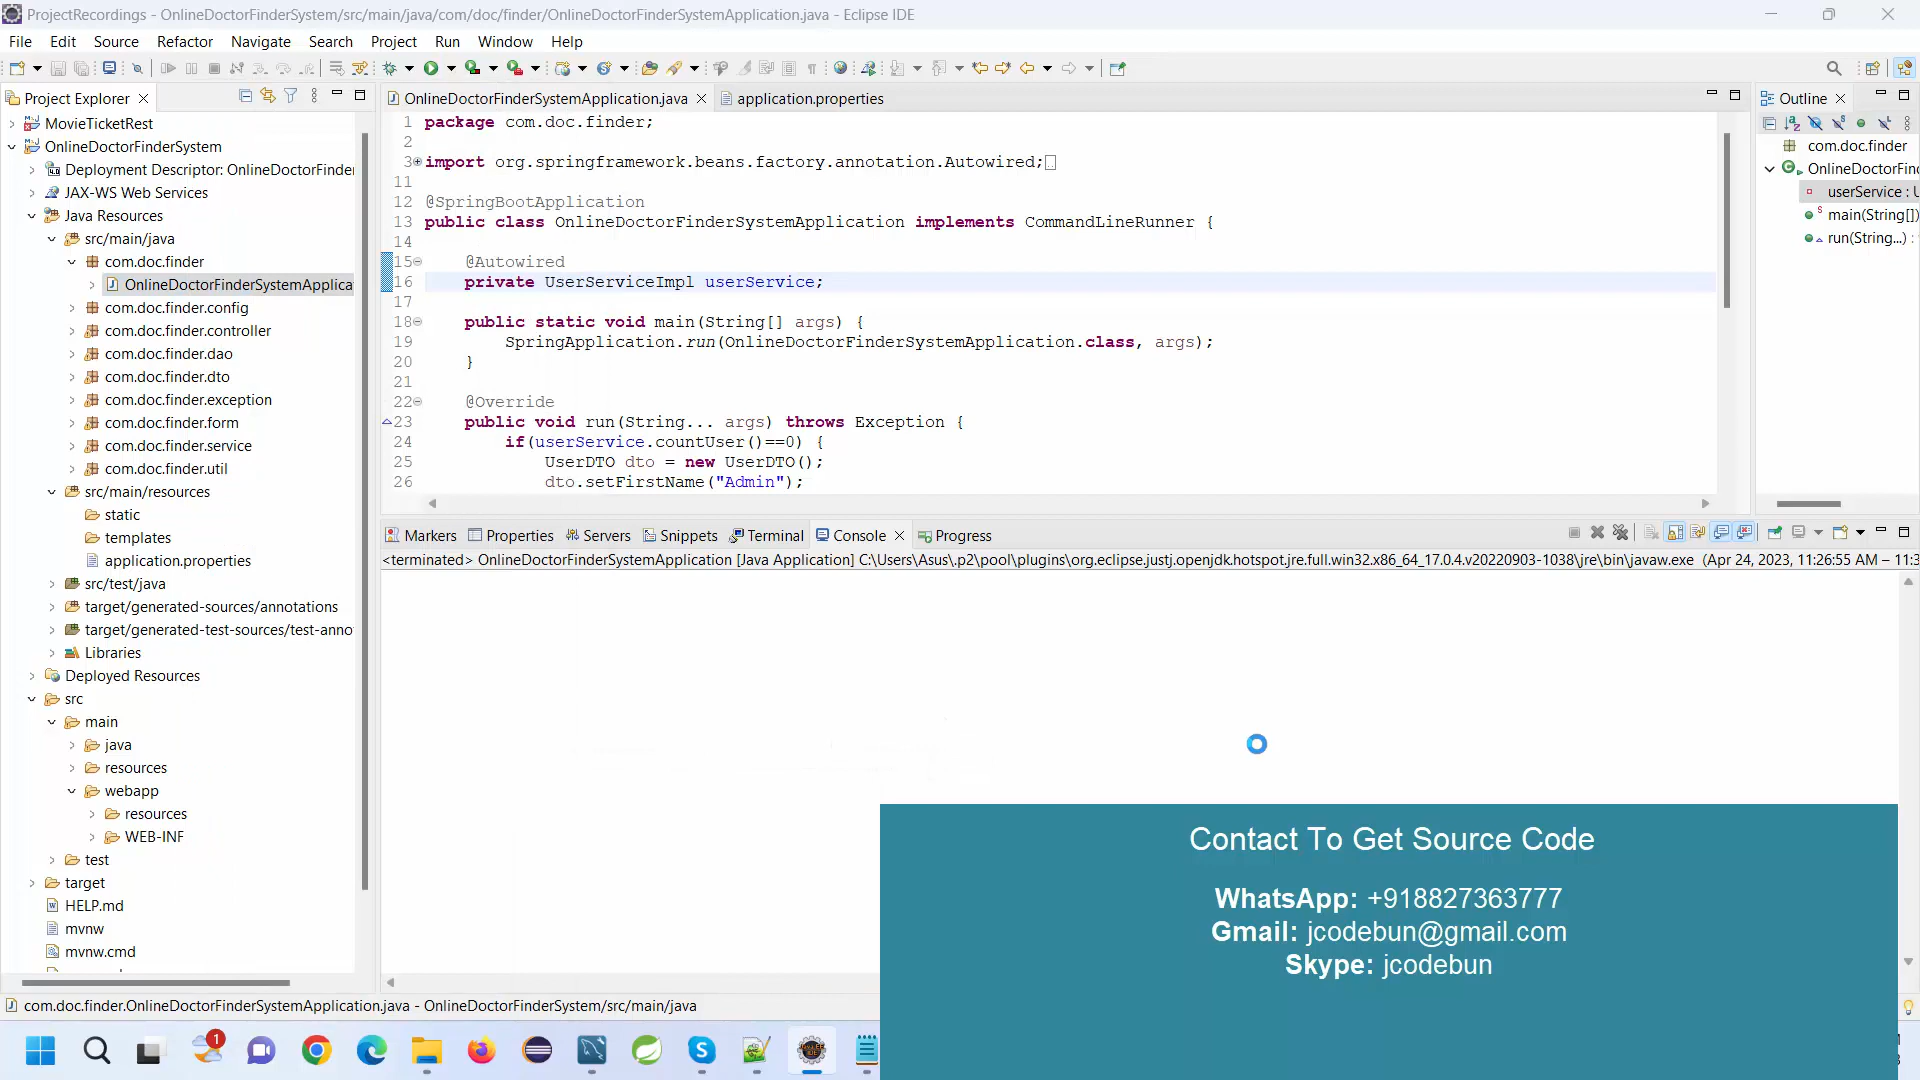 ProjectRecordings - OnlineDoctorFinderSystem/src/main/java/com/doc/finder/OnlineDoctorFinderSystemApplication.java - Eclipse IDE
File Edit Source Refactor Navigate Search Project Run Window Help
Project Explorer
MovieTicketRest
OnlineDoctorFinderSystem
Deployment Descriptor: OnlineDoctorFinde
JAX-WS Web Services
Java Resources
src/main/java
com.doc.finder
OnlineDoctorFinderSystemApplica
com.doc.finder.config
com.doc.finder.controller
com.doc.finder.dao
com.doc.finder.dto
com.doc.finder.exception
com.doc.finder.form
com.doc.finder.service
com.doc.finder.util
src/main/resources
static
templates
application.properties
src/test/java
target/generated-sources/annotations
target/generated-test-sources/test-anno
Libraries
Deployed Resources
src
main
java
resources
webapp
resources
WEB-INF
test
target
HELP.md
mvnw
mvnw.cmd
OnlineDoctorFinderSystemApplication.java application.properties
1 package com.doc.finder;
2
3 import org.springframework.beans.factory.annotation.Autowired;
11
12 @SpringBootApplication
13 public class OnlineDoctorFinderSystemApplication implements CommandLineRunner {
14
15 @Autowired
16 private UserServiceImpl userService;
17
18 public static void main(String[] args) {
19 SpringApplication.run(OnlineDoctorFinderSystemApplication.class, args);
20 }
21
22 @Override
23 public void run(String... args) throws Exception {
24 if(userService.countUser()==0) {
25 UserDTO dto = new UserDTO();
26 dto.setFirstName("Admin");
Outline
com.doc.finder
OnlineDoctorFin
userService : U
main(String[])
run(String...) :
Markers Properties Servers Snippets Terminal Console Progress
<terminated> OnlineDoctorFinderSystemApplication [Java Application] C:\Users\Asus\.p2\pool\plugins\org.eclipse.justj.openjdk.hotspot.jre.full.win32.x86_64_17.0.4.v20220903-1038\jre\bin\javaw.exe (Apr 24, 2023, 11:26:55 AM – 11:3
Contact To Get Source Code
WhatsApp: +918827363777
Gmail: jcodebun@gmail.com
Skype: jcodebun
com.doc.finder.OnlineDoctorFinderSystemApplication.java - OnlineDoctorFinderSystem/src/main/java
1